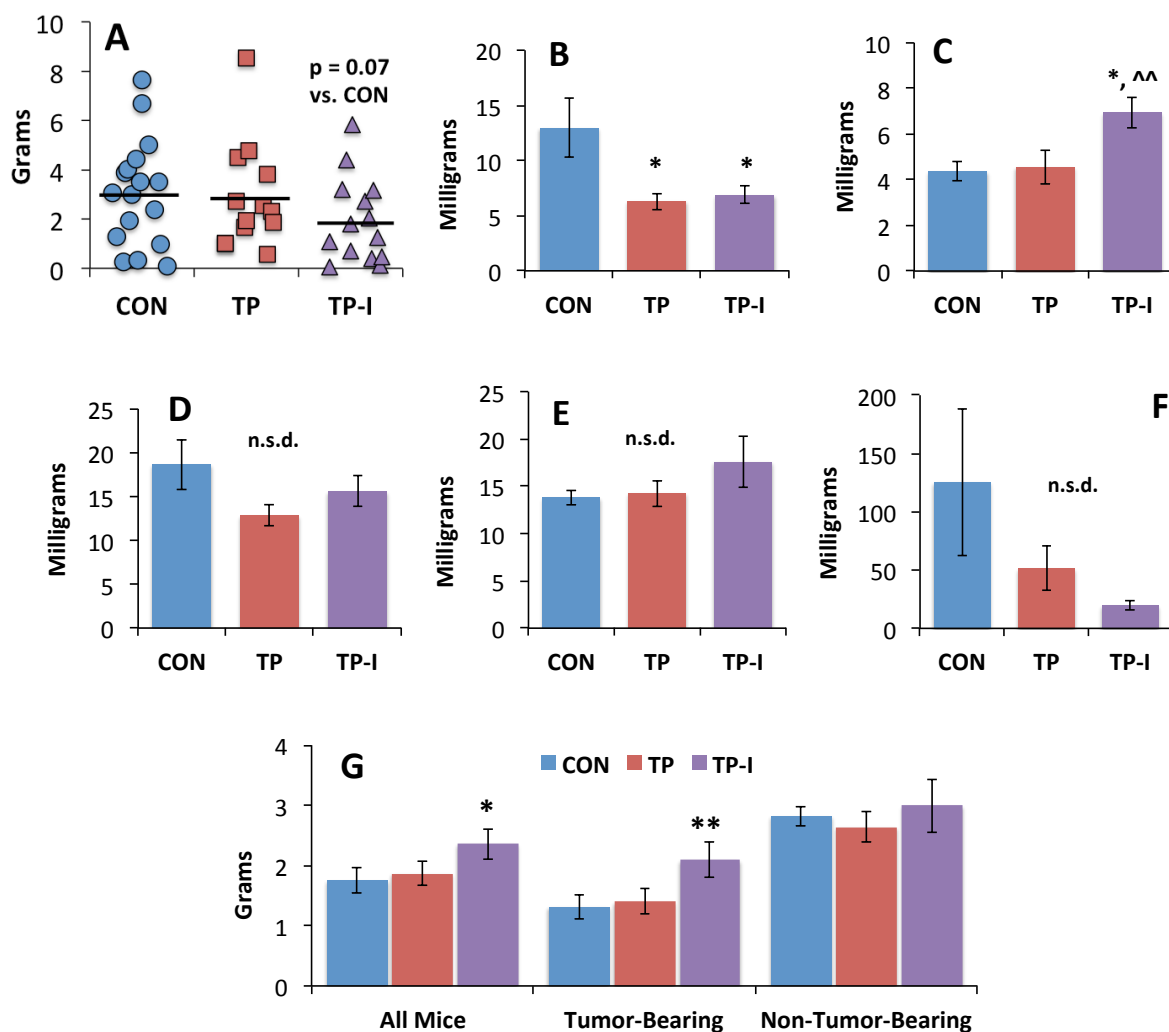 A
Grams
10
8
6
4
2
0
p = 0.07
vs. CON
CON TP TP-I
B
Milligrams
20
15
10
5
0
*
*
CON TP TP-I
C
Milligrams
10
8
6
4
2
0
*, ^^
CON TP TP-I
D
Milligrams
25
20
15
10
5
0
n.s.d.
CON TP TP-I
E
Milligrams
25
20
15
10
5
0
n.s.d.
CON TP TP-I
F
Milligrams
200
150
100
50
0
n.s.d.
CON TP TP-I
G
Grams
4
3
2
1
0
CON TP TP-I
*
**
All Mice Tumor-Bearing Non-Tumor-Bearing